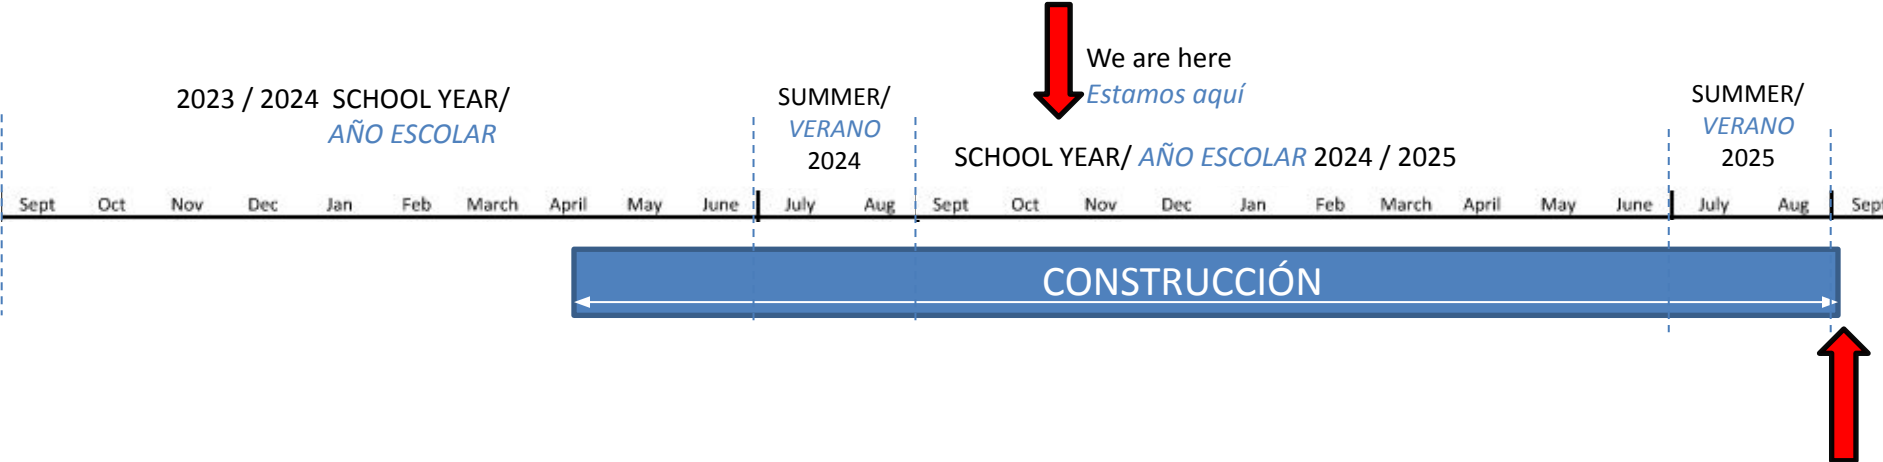 We are here
Estamos aquí
2023 / 2024 SCHOOL YEAR/
AÑO ESCOLAR
SUMMER/
VERANO
2024
SCHOOL YEAR/ AÑO ESCOLAR 2024 / 2025
SUMMER/
VERANO
2025
Sept Oct Nov Dec Jan Feb March April May June July Aug Sept Oct Nov Dec Jan Feb March April May June July Aug Sept
CONSTRUCCIÓN